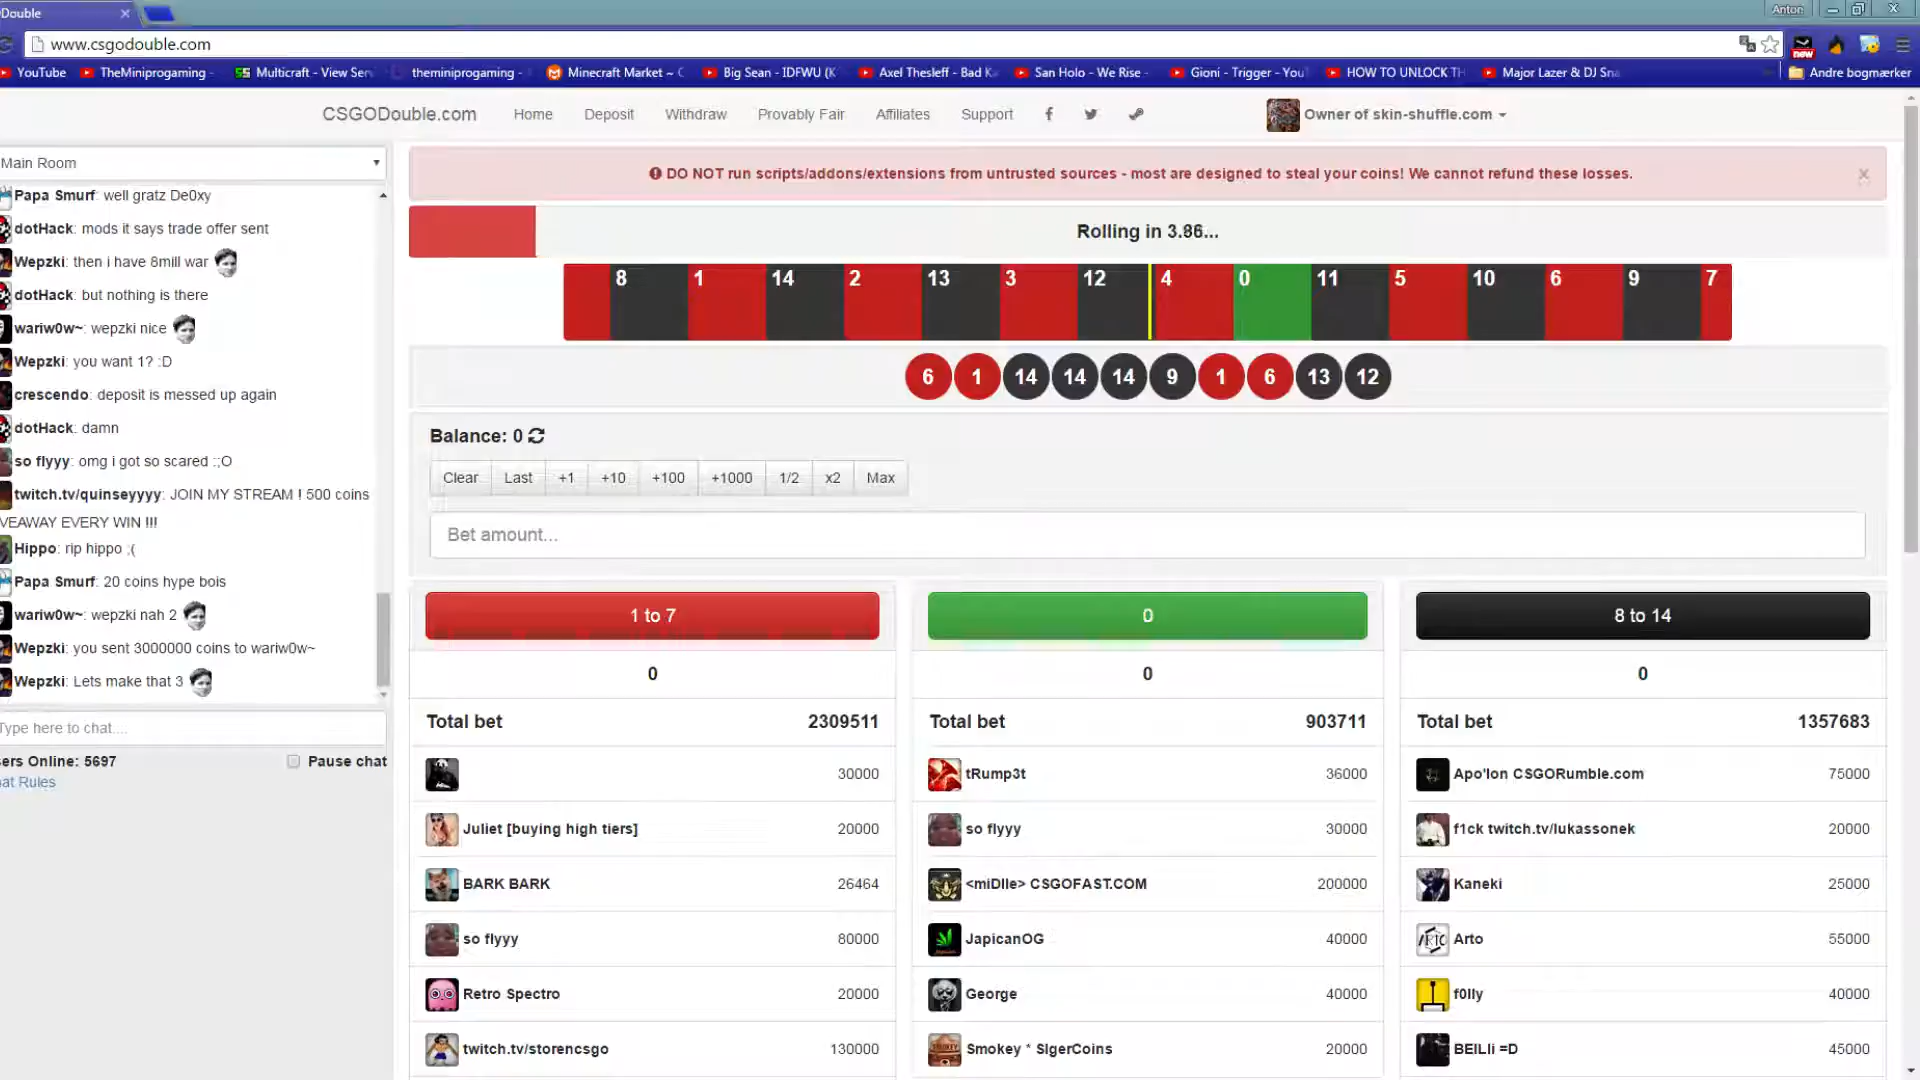 Double
Anton
www.csgodouble.com
new
YouTube
TheMiniprogaming -
Multicraft - View Serv
theminiprogaming -
Minecraft Market ~ C
Big Sean - IDFWU (K
Axel Thesleff - Bad K
San Holo - We Rise -
Gioni - Trigger - You
HOW TO UNLOCK TH
Major Lazer & DJ Sna
Andre bogmærker
CSGODouble.com
Home
Deposit
Withdraw
Provably Fair
Affiliates
Support
Owner of skin-shuffle.com
Main Room
Papa Smurf: well gratz De0xy
dotHack: mods it says trade offer sent
Wepzki: then i have 8mill war
dotHack: but nothing is there
wariw0w~: wepzki nice
Wepzki: you want 1? :D
crescendo: deposit is messed up again
dotHack: damn
so flyyy: omg i got so scared :;O
twitch.tv/quinseyyyy: JOIN MY STREAM ! 500 coins
VEAWAY EVERY WIN !!!
Hippo: rip hippo ;(
Papa Smurf: 20 coins hype bois
wariw0w~: wepzki nah 2
Wepzki: you sent 3000000 coins to wariw0w~
Wepzki: Lets make that 3
Type here to chat....
ers Online: 5697
Pause chat
at Rules
DO NOT run scripts/addons/extensions from untrusted sources - most are designed to steal your coins! We cannot refund these losses.
×
Rolling in 3.86...
8 1 14 2 13 3 12 4 0 11 5 10 6 9 7
6 1 14 14 14 9 1 6 13 12
Balance: 0
Clear Last +1 +10 +100 +1000 1/2 x2 Max
Bet amount...
1 to 7
0
Total bet 2309511
30000
Juliet [buying high tiers] 20000
BARK BARK 26464
so flyyy 80000
Retro Spectro 20000
twitch.tv/storencsgo 130000
0
0
Total bet 903711
tRump3t 36000
so flyyy 30000
<miDlle> CSGOFAST.COM 200000
JapicanOG 40000
George 40000
Smokey * SlgerCoins 20000
8 to 14
0
Total bet 1357683
Apo'lon CSGORumble.com 75000
f1ck twitch.tv/lukassonek 20000
Kaneki 25000
Arto 55000
f0lly 40000
BEILli =D 45000